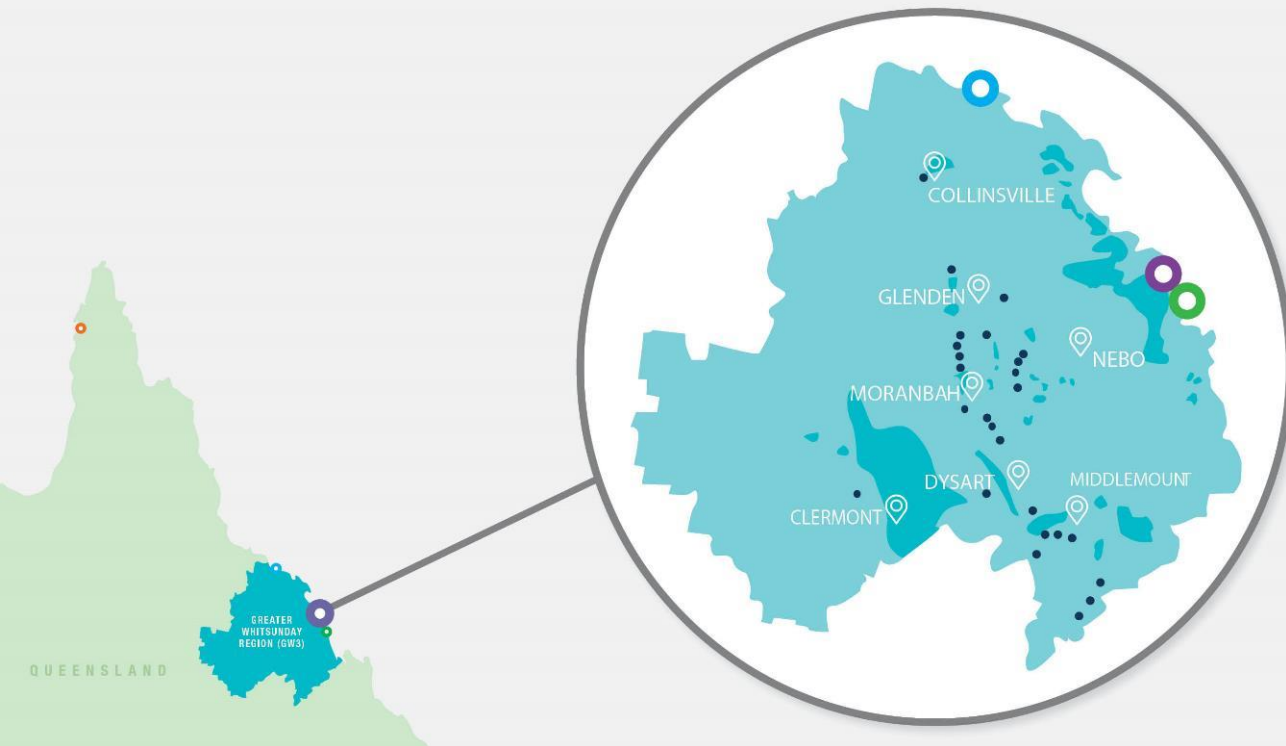 COLLINSVILLE
GLENDEN
NEBO
MORANBAH
DYSART
MIDDLEMOUNT
CLERMONT
GREATER
WHITSUNDAY
REGION (GW3)
QUEENSLAND